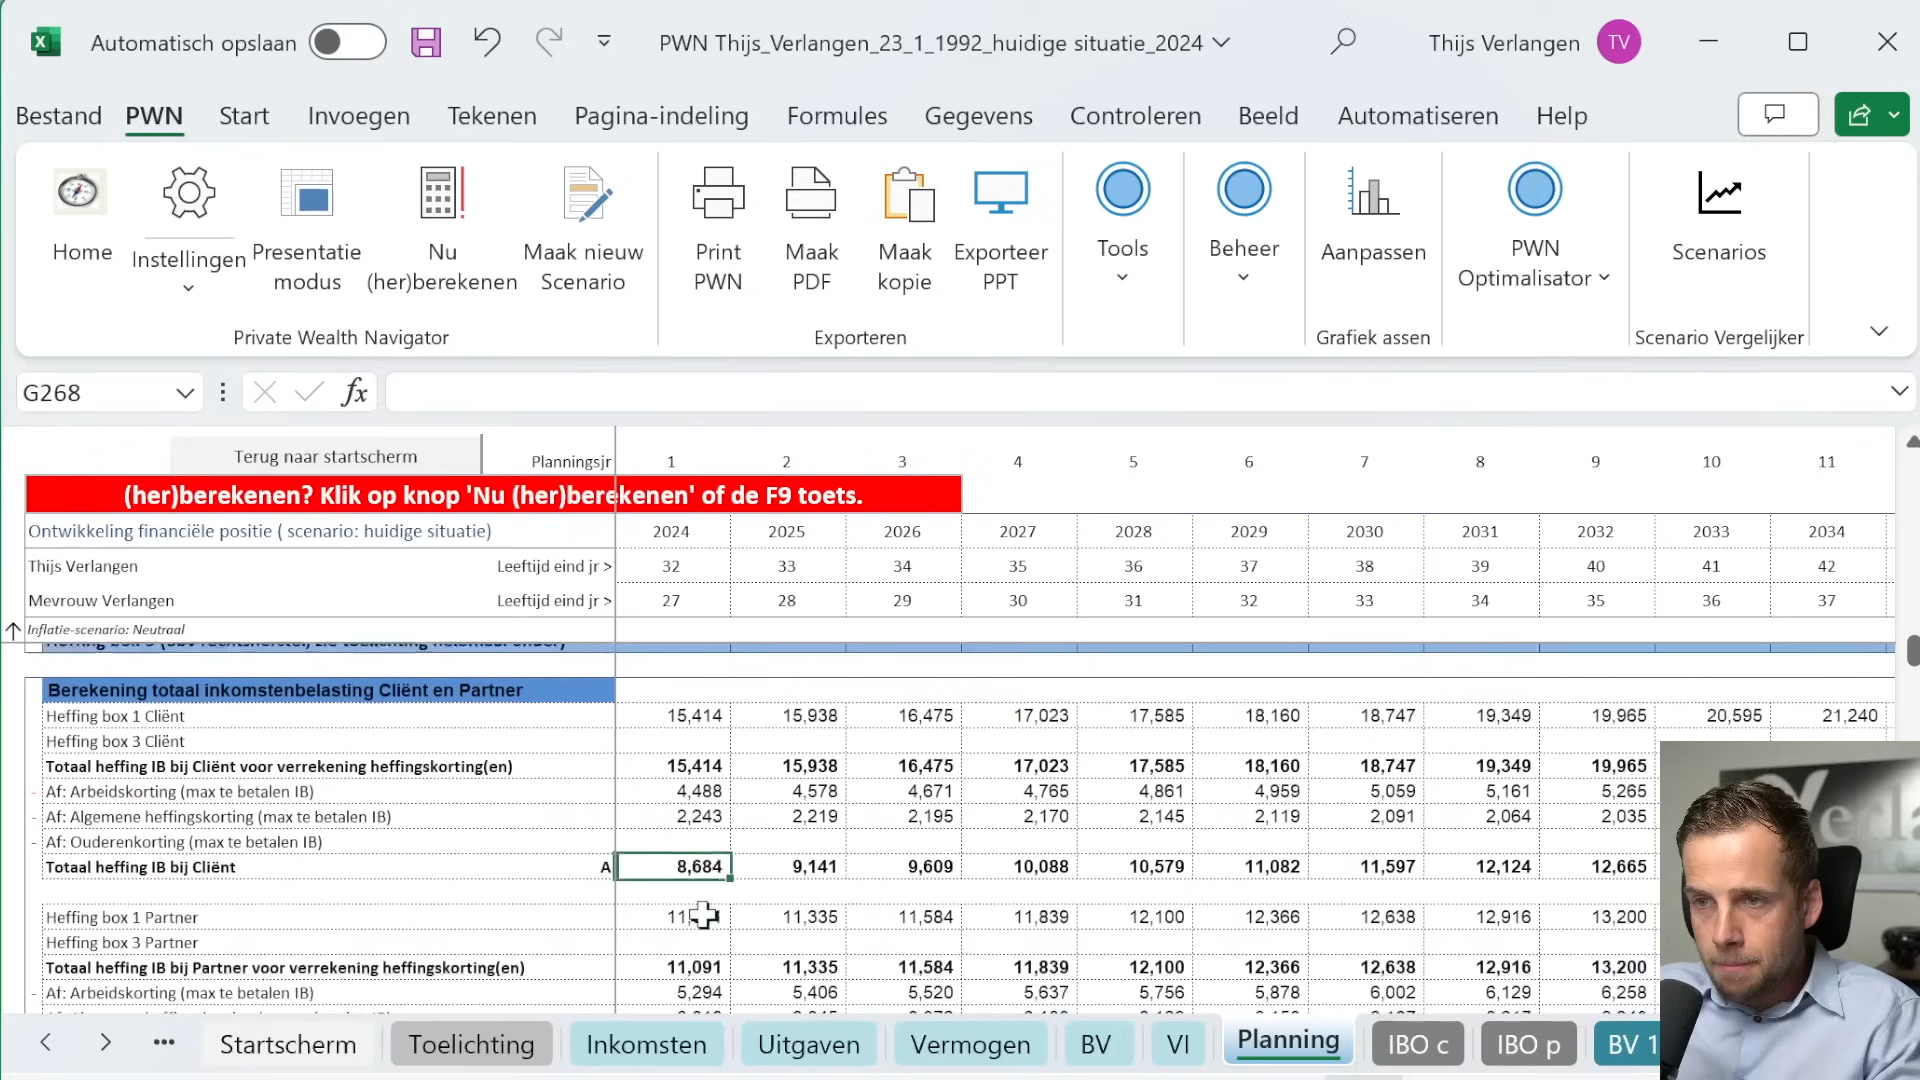 Automatisch opslaan PWN Thijs_Verlangen_23_1_1992_huidige situatie_2024 Thijs Verlangen TV
Bestand PWN Start Invoegen Tekenen Pagina-indeling Formules Gegevens Controleren Beeld Automatiseren Help
Home Instellingen Presentatie modus Nu (her)berekenen Maak nieuw Scenario Print PWN Maak PDF Maak kopie Exporteer PPT Tools Beheer Aanpassen PWN Optimalisator Scenarios
Private Wealth Navigator Exporteren Grafiek assen Scenario Vergelijker
G268 fx
Terug naar startscherm Planningsjr 1 2 3 4 5 6 7 8 9 10 11
(her)berekenen? Klik op knop 'Nu (her)berekenen' of de F9 toets.
Ontwikkeling financiële positie ( scenario: huidige situatie) 2024 2025 2026 2027 2028 2029 2030 2031 2032 2033 2034
Thijs Verlangen Leeftijd eind jr > 32 33 34 35 36 37 38 39 40 41 42
Mevrouw Verlangen Leeftijd eind jr > 27 28 29 30 31 32 33 34 35 36 37
Inflatie-scenario: Neutraal
Berekening totaal inkomstenbelasting Cliënt en Partner
Heffing box 1 Cliënt 15,414 15,938 16,475 17,023 17,585 18,160 18,747 19,349 19,965 20,595 21,240
Heffing box 3 Cliënt
Totaal heffing IB bij Cliënt voor verrekening heffingskorting(en) 15,414 15,938 16,475 17,023 17,585 18,160 18,747 19,349 19,965
- Af: Arbeidskorting (max te betalen IB) 4,488 4,578 4,671 4,765 4,861 4,959 5,059 5,161 5,265
- Af: Algemene heffingskorting (max te betalen IB) 2,243 2,219 2,195 2,170 2,145 2,119 2,091 2,064 2,035
- Af: Ouderenkorting (max te betalen IB)
Totaal heffing IB bij Cliënt A 8,684 9,141 9,609 10,088 10,579 11,082 11,597 12,124 12,665
Heffing box 1 Partner 11,335 11,584 11,839 12,100 12,366 12,638 12,916 13,200
Heffing box 3 Partner
Totaal heffing IB bij Partner voor verrekening heffingskorting(en) 11,091 11,335 11,584 11,839 12,100 12,366 12,638 12,916 13,200
- Af: Arbeidskorting (max te betalen IB) 5,294 5,406 5,520 5,637 5,756 5,878 6,002 6,129 6,258
Startscherm Toelichting Inkomsten Uitgaven Vermogen BV VI Planning IBO c IBO p BV 1